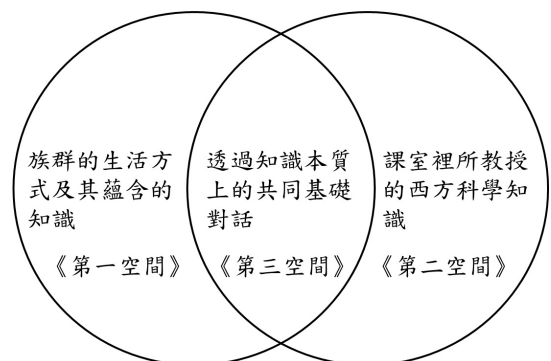 族群的生活方
式及其蘊含的
知識
《第一空間》
透過知識本質
上的共同基礎
對話
《第三空間》
課室裡所教授
的西方科學知
識
《第二空間》